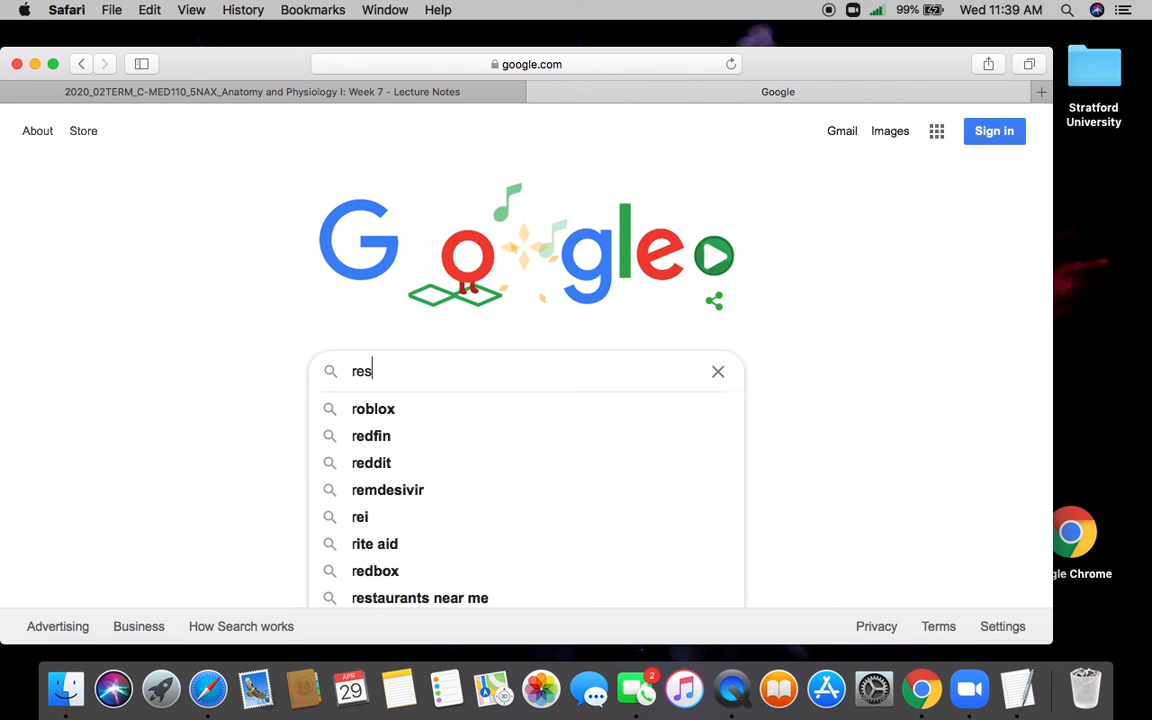 Safari File Edit View History Bookmarks Window Help 99% Wed 11:39 AM
google.com
2020_02TERM_C-MED110_5NAX_Anatomy and Physiology I: Week 7 - Lecture Notes
Google
Stratford
University
About Store
Gmail Images Sign in
Google
res
roblox
redfin
reddit
remdesivir
rei
rite aid
redbox
restaurants near me
gle Chrome
Advertising Business How Search works
Privacy Terms Settings
APR
29
2